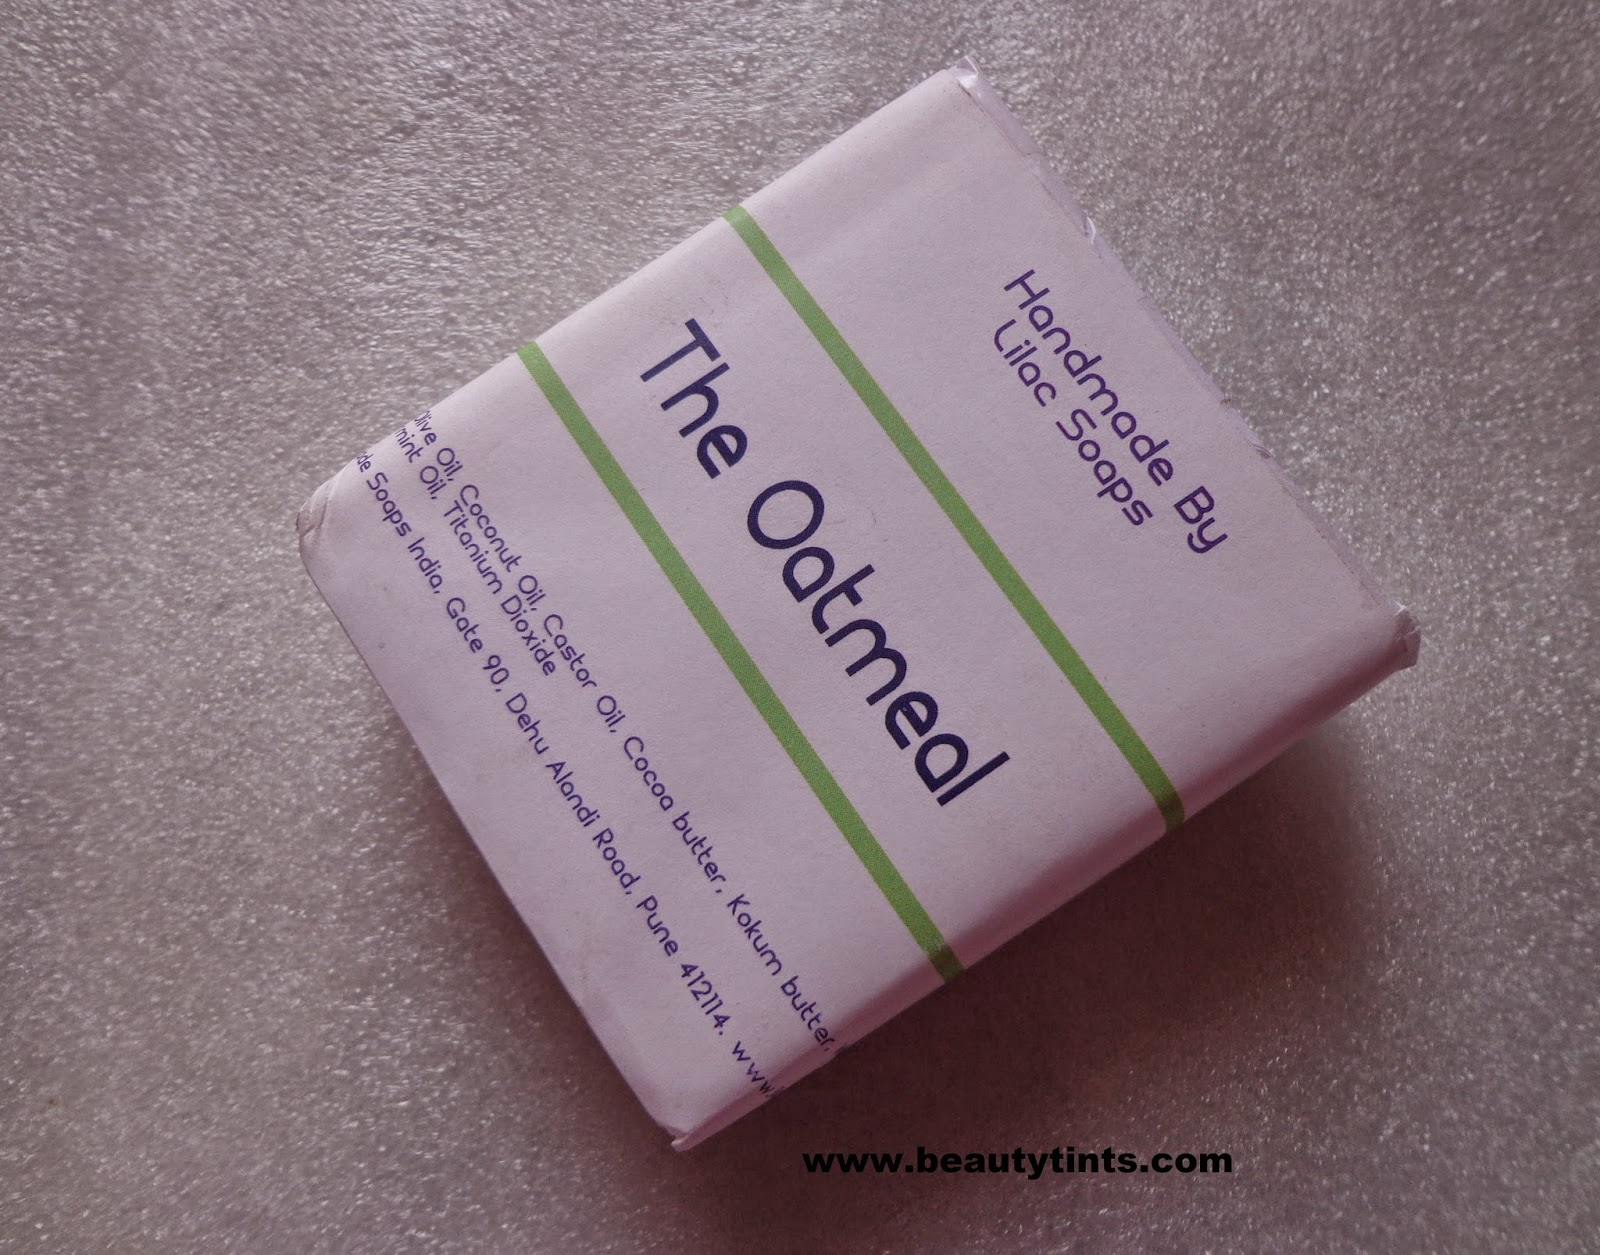 Handmade By
Lilac Soaps
The Oatmeal
Olive Oil, Coconut Oil, Castor Oil, Cocoa butter, Kokum butter,
Oil, Titanium Dioxide
Soaps India, Gate 90, Dehu Alandi Road, Pune 412114. www.
www.beautytints.com